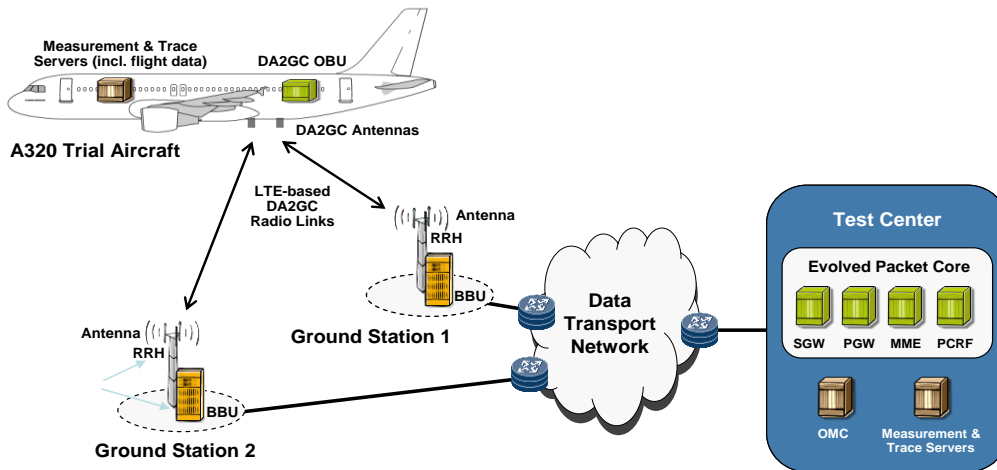 Measurement & Trace
Servers (incl. flight data)
DA2GC OBU
DA2GC Antennas
A320 Trial Aircraft
LTE-based
DA2GC
Radio Links
Antenna
RRH
BBU
Ground Station 1
Antenna
RRH
BBU
Ground Station 2
Data
Transport
Network
Test Center
Evolved Packet Core
SGW
PGW
MME
PCRF
OMC
Measurement &
Trace Servers